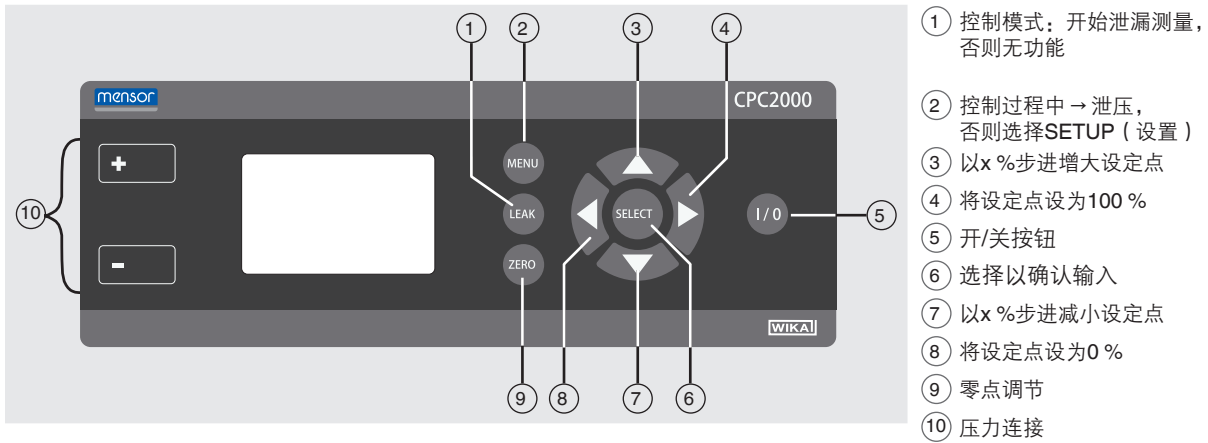 1 2 3 4
mensor
CPC2000
+
MENU
LEAK
SELECT
I / 0
10
5
-
ZERO
WIKAI
9 8 7 6
1 控制模式：开始泄漏测量，
否则无功能
2 控制过程中 → 泄压，
否则选择SETUP（设置）
3 以x %步进增大设定点
4 将设定点设为100 %
5 开/关按钮
6 选择以确认输入
7 以x %步进减小设定点
8 将设定点设为0 %
9 零点调节
10 压力连接